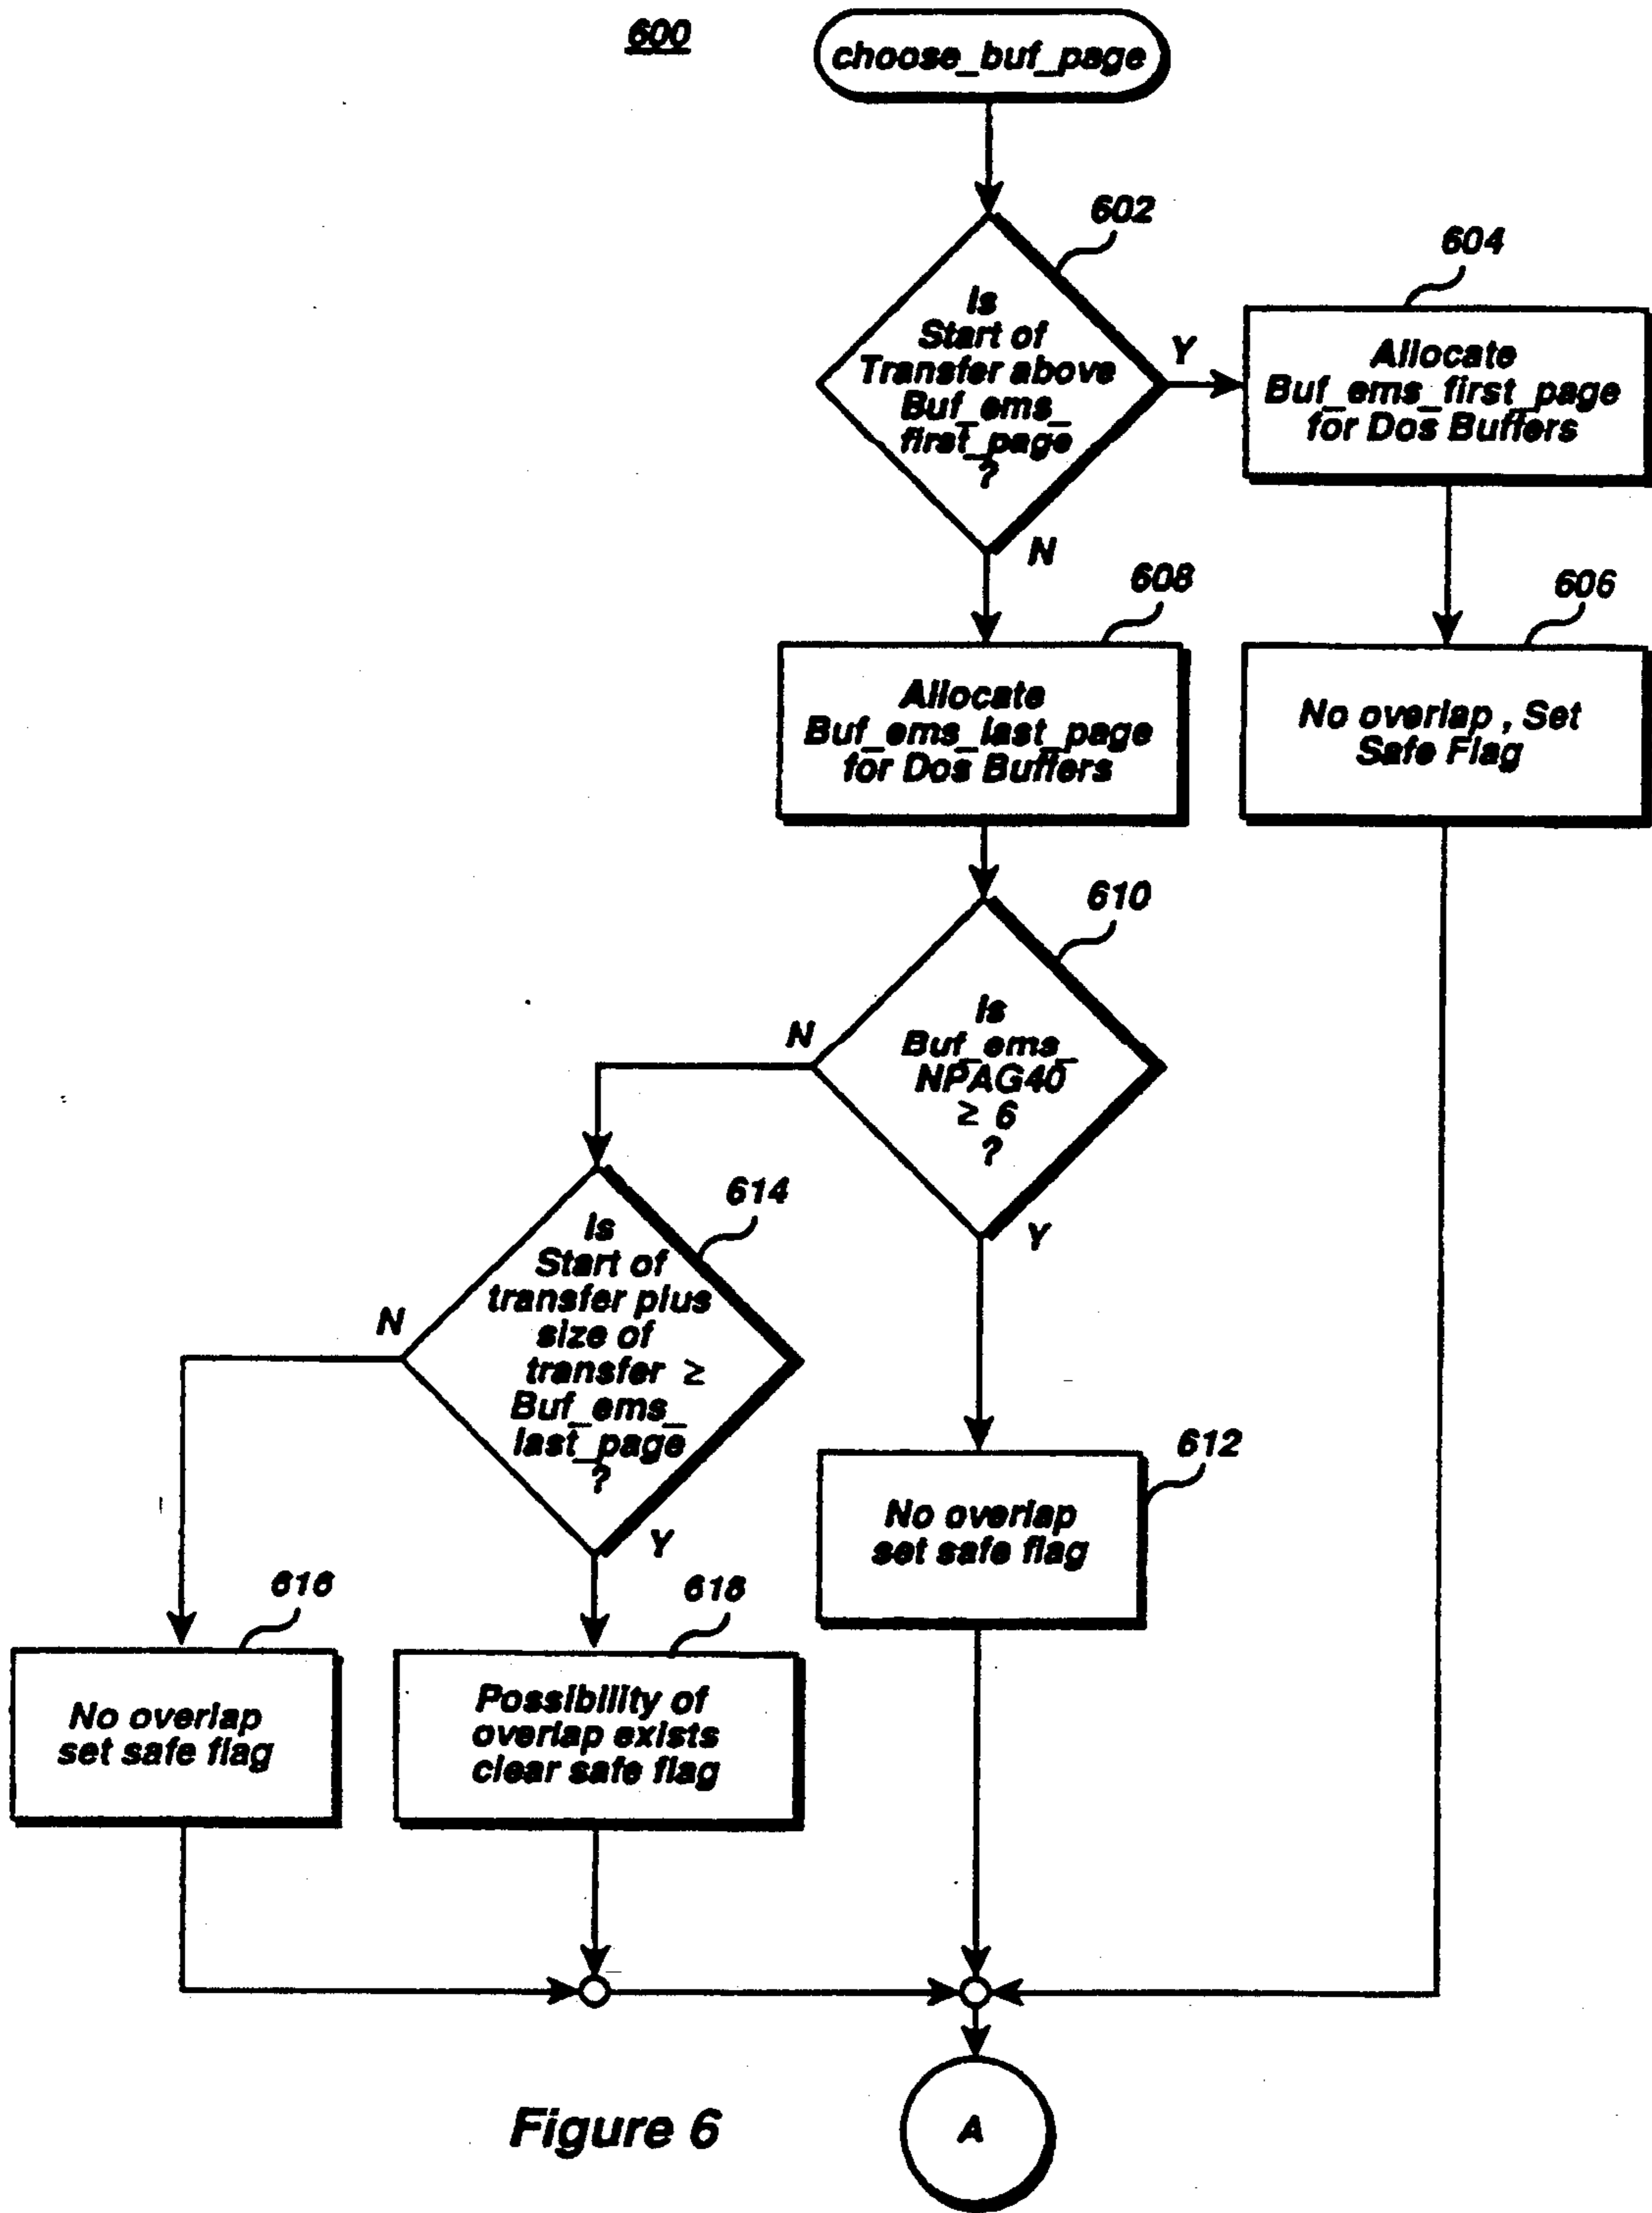 600
choose_buf_page
602
Is
Start of
Transfer above
Buf_ems_
first_page
?
Y
N
604
Allocate
Buf_ems_first_page
for Dos Buffers
606
No overlap , Set
Safe Flag
608
Allocate
Buf_ems_last_page
for Dos Buffers
610
Is
Buf_ems_
NPAG40
≥ 6
?
N
Y
614
Is
Start of
transfer plus
size of
transfer ≥
Buf_ems_
last_page
?
N
Y
612
No overlap
set safe flag
616
No overlap
set safe flag
618
Possibility of
overlap exists
clear safe flag
A
Figure 6